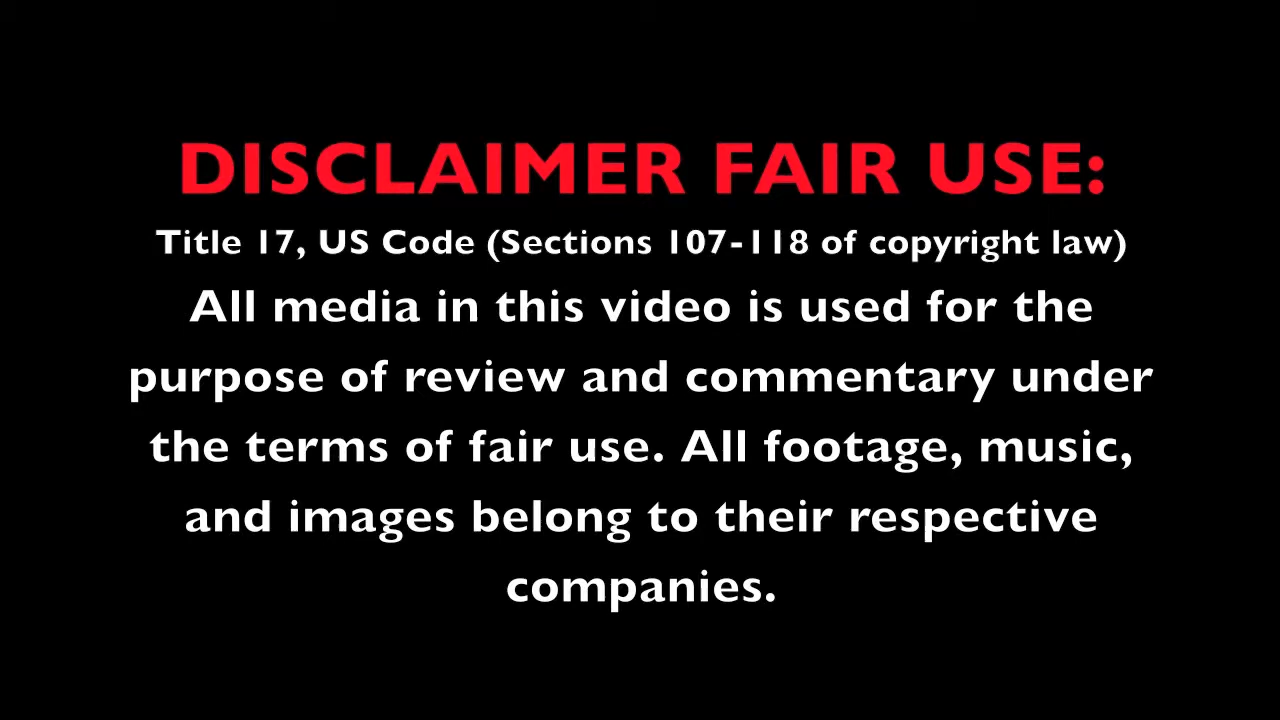 DISCLAIMER FAIR USE:
Title 17, US Code (Sections 107-118 of copyright law)
All media in this video is used for the
purpose of review and commentary under
the terms of fair use. All footage, music,
and images belong to their respective
companies.